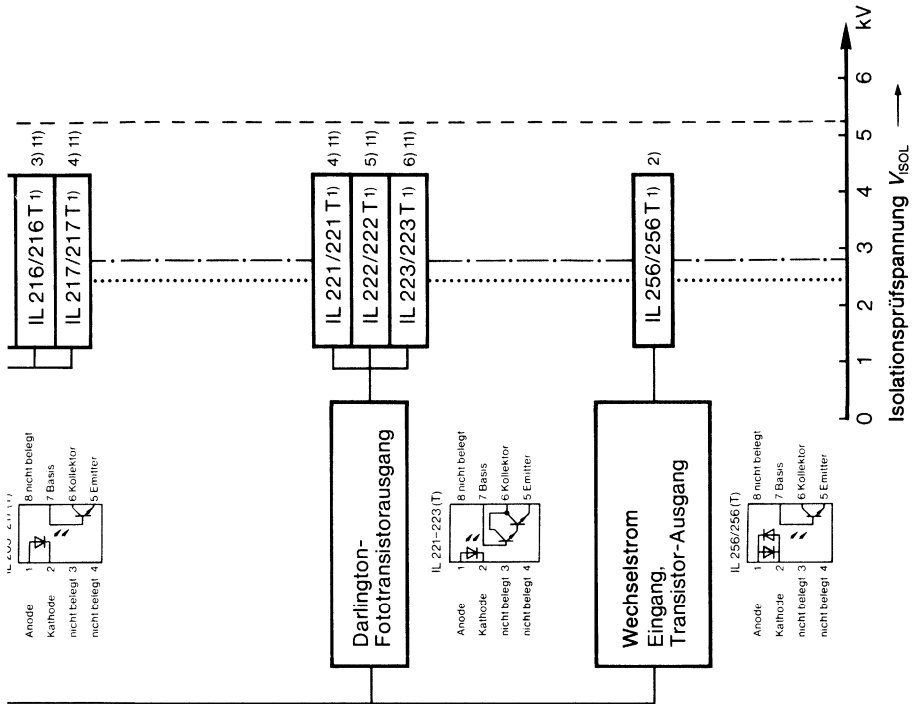 IL 216/216 T 1)
3) 11)
IL 217/217 T 1)
4) 11)
IL 221/221 T 1)
4) 11)
IL 222/222 T 1)
5) 11)
IL 223/223 T 1)
6) 11)
IL 256/256 T 1)
2)
0 1 2 3 4 5 6 kV
Isolationsprüfspannung V_ISOL
Anode 1 8 nicht belegt
Kathode 2 7 Basis
nicht belegt 3 6 Kollektor
nicht belegt 4 5 Emitter
Darlington-
Fototransistorausgang
IL 221–223 (T)
Anode 1 8 nicht belegt
Kathode 2 7 Basis
nicht belegt 3 6 Kollektor
nicht belegt 4 5 Emitter
Wechselstrom
Eingang,
Transistor-Ausgang
IL 256/256 (T)
Anode 1 8 nicht belegt
Kathode 2 7 Basis
nicht belegt 3 6 Kollektor
nicht belegt 4 5 Emitter